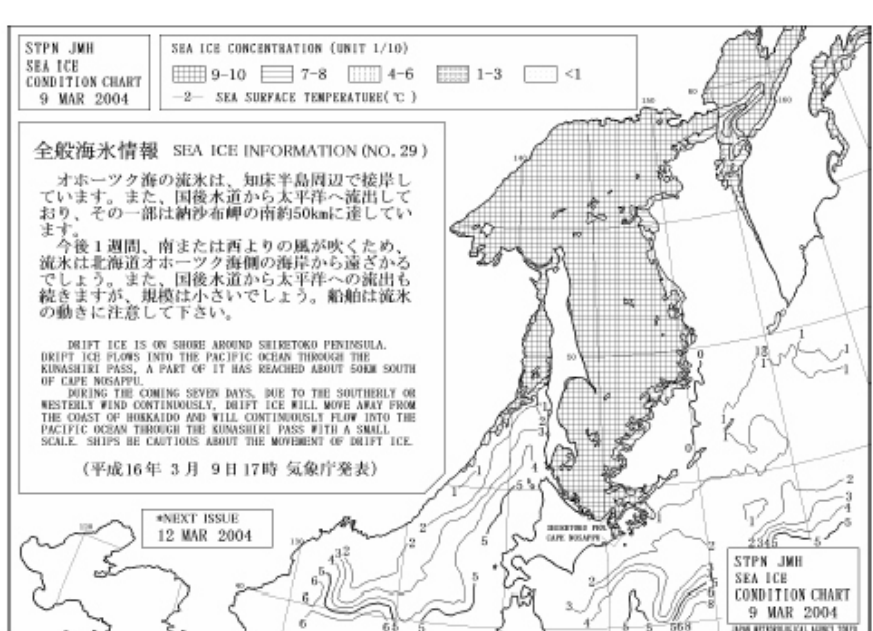 STPN JMH
SEA ICE
CONDITION CHART
9 MAR 2004
SEA ICE CONCENTRATION (UNIT 1/10)
9-10 7-8 4-6 1-3 <1
—2— SEA SURFACE TEMPERATURE(℃)
全般海氷情報 SEA ICE INFORMATION (NO. 29)
オホーツク海の流氷は、知床半島周辺で接岸し
ています。また、国後水道から太平洋へ流出して
おり、その一部は納沙布岬の南約50kmに達してい
ます。
今後1週間、南または西よりの風が吹くため、
流氷は北海道オホーツク海側の海岸から遠ざかる
でしょう。また、国後水道から太平洋への流出も
続きますが、規模は小さいでしょう。船舶は流氷
の動きに注意して下さい。
DRIFT ICE IS ON SHORE AROUND SHIRETOKO PENINSULA.
DRIFT ICE FLOWS INTO THE PACIFIC OCEAN THROUGH THE
KUNASHIRI PASS, A PART OF IT HAS REACHED ABOUT 50KM SOUTH
OF CAPE NOSAPPU.
DURING THE COMING SEVEN DAYS, DUE TO THE SOUTHERLY OR
WESTERLY WIND CONTINUOUSLY, DRIFT ICE WILL MOVE AWAY FROM
THE COAST OF HOKKAIDO AND WILL CONTINUOUSLY FLOW INTO THE
PACIFIC OCEAN THROUGH THE KUNASHIRI PASS WITH A SMALL
SCALE. SHIPS BE CAUTIOUS ABOUT THE MOVEMENT OF DRIFT ICE.
(平成16年 3月 9日17時 気象庁発表)
*NEXT ISSUE
12 MAR 2004
CAPE NOSAPPU
STPN JMH
SEA ICE
CONDITION CHART
9 MAR 2004